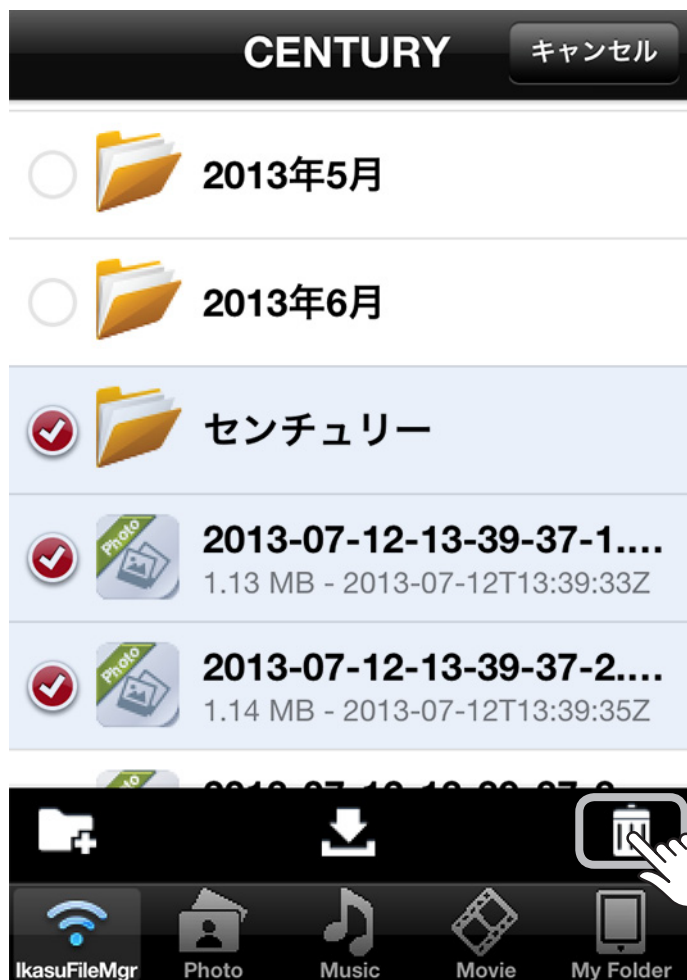 CENTURY
キャンセル
2013年5月
2013年6月
センチュリー
Photo
2013-07-12-13-39-37-1....
1.13 MB - 2013-07-12T13:39:33Z
Photo
2013-07-12-13-39-37-2....
1.14 MB - 2013-07-12T13:39:35Z
IkasuFileMgr
Photo
Music
Movie
My Folder